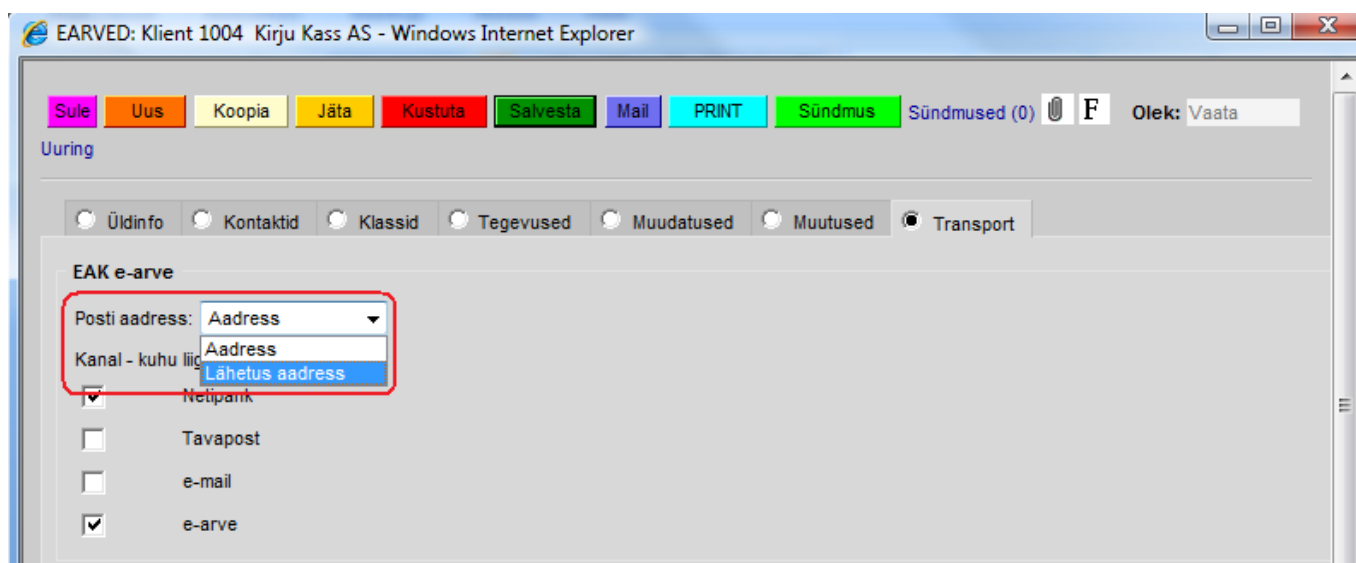 EARVED: Klient 1004 Kirju Kass AS - Windows Internet Explorer
Sule Uus Koopia Jäta Kustuta Salvesta Mail PRINT Sündmus Sündmused (0) F Olek: Vaata
Uuring
Üldinfo Kontaktid Klassid Tegevused Muudatused Muutused Transport
EAK e-arve
Posti aadress: Aadress
Aadress
Kanal - kuhu
Lähetus aadress
Netipank
Tavapost
e-mail
e-arve